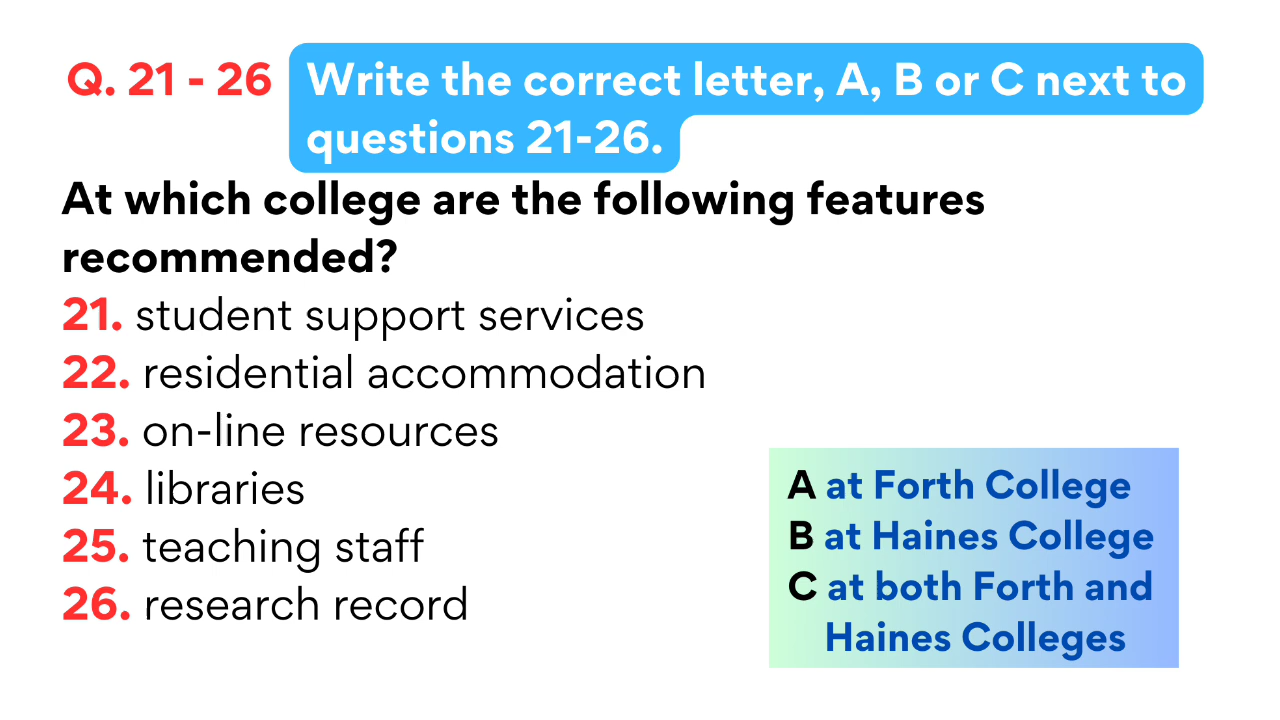 Q. 21 - 26 Write the correct letter, A, B or C next to
questions 21-26.
At which college are the following features
recommended?
21. student support services
22. residential accommodation
23. on-line resources
24. libraries
25. teaching staff
26. research record
A at Forth College
B at Haines College
C at both Forth and
Haines Colleges